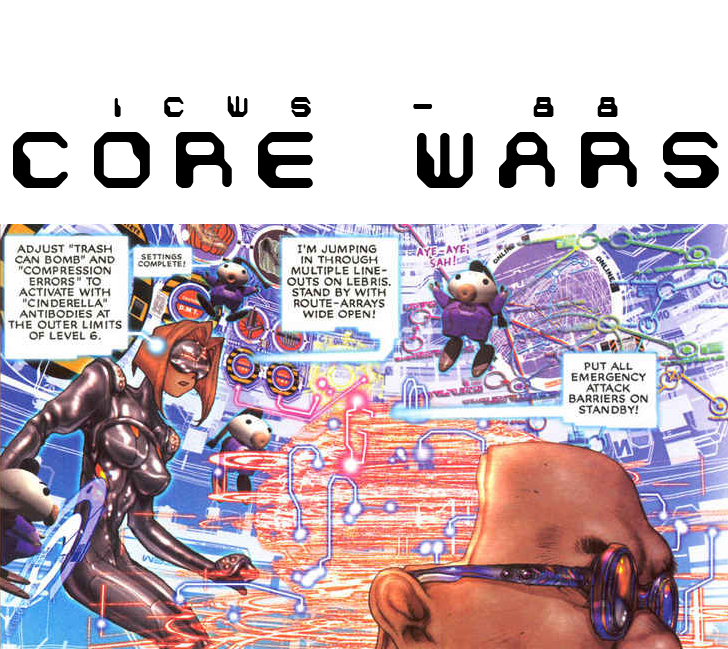 ICWS - 88
CORE WARS
ADJUST "TRASH
CAN BOMB" AND
"COMPRESSION
ERRORS" TO
ACTIVATE WITH
"CINDERELLA"
ANTIBODIES AT
THE OUTER LIMITS
OF LEVEL 6.
SETTINGS
COMPLETE!
I'M JUMPING
IN THROUGH
MULTIPLE LINE-
OUTS ON LEBRIS.
STAND BY WITH
ROUTE-ARRAYS
WIDE OPEN!
AYE-AYE,
SAH!
ONLINE
ONLINE
PUT ALL
EMERGENCY
ATTACK
BARRIERS ON
STANDBY!